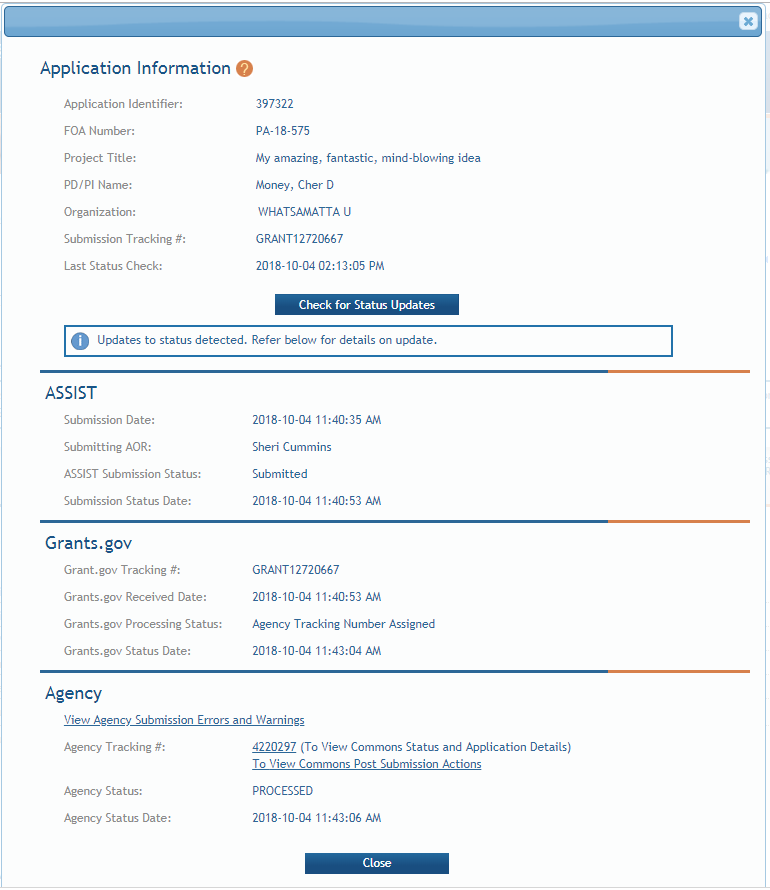 Application Information ?
Application Identifier: 397322
FOA Number: PA-18-575
Project Title: My amazing, fantastic, mind-blowing idea
PD/PI Name: Money, Cher D
Organization: WHATSAMATTA U
Submission Tracking #: GRANT12720667
Last Status Check: 2018-10-04 02:13:05 PM
Check for Status Updates
i Updates to status detected. Refer below for details on update.
ASSIST
Submission Date: 2018-10-04 11:40:35 AM
Submitting AOR: Sheri Cummins
ASSIST Submission Status: Submitted
Submission Status Date: 2018-10-04 11:40:53 AM
Grants.gov
Grant.gov Tracking #: GRANT12720667
Grants.gov Received Date: 2018-10-04 11:40:53 AM
Grants.gov Processing Status: Agency Tracking Number Assigned
Grants.gov Status Date: 2018-10-04 11:43:04 AM
Agency
View Agency Submission Errors and Warnings
Agency Tracking #: 4220297 (To View Commons Status and Application Details)
To View Commons Post Submission Actions
Agency Status: PROCESSED
Agency Status Date: 2018-10-04 11:43:06 AM
Close